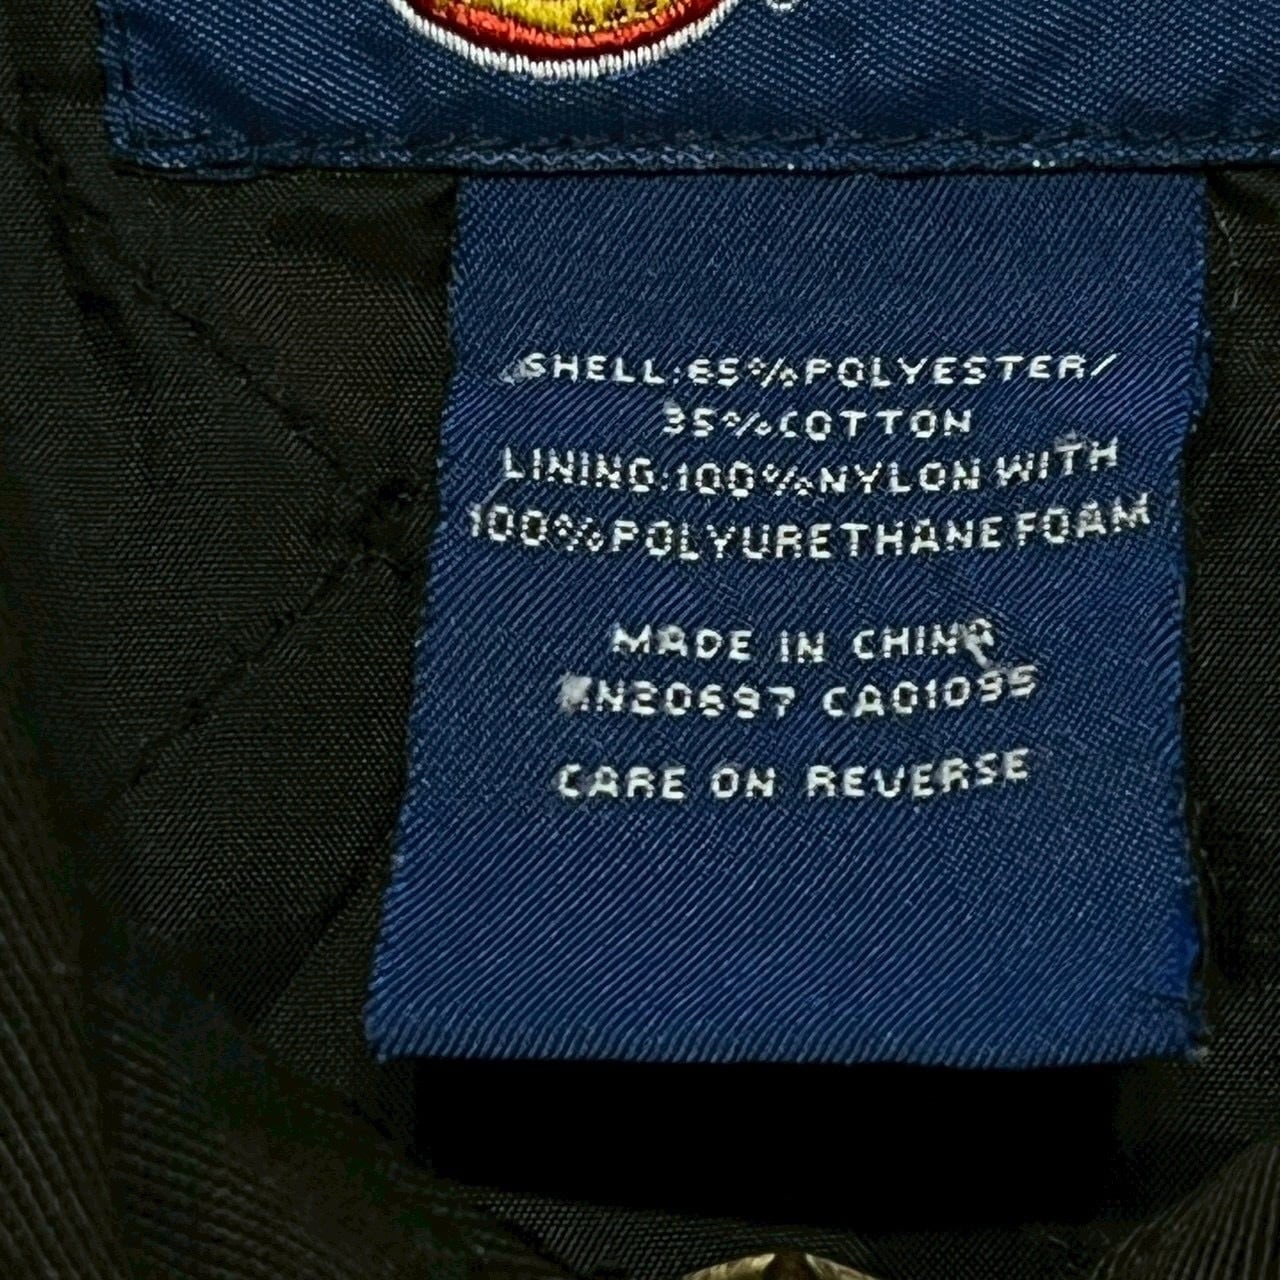 SHELL:65%POLYESTER/
35%COTTON
LINING:100%NYLON WITH
100%POLYURETHANE FOAM
MADE IN CHINA
CA01095
CARE ON REVERSE